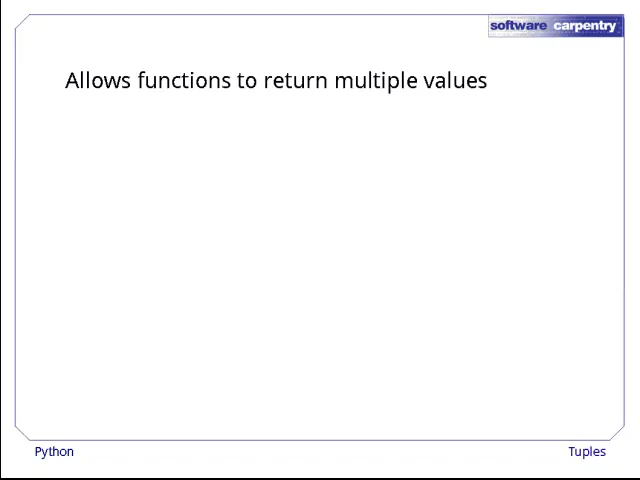 software carpentry
Allows functions to return multiple values
Python
Tuples